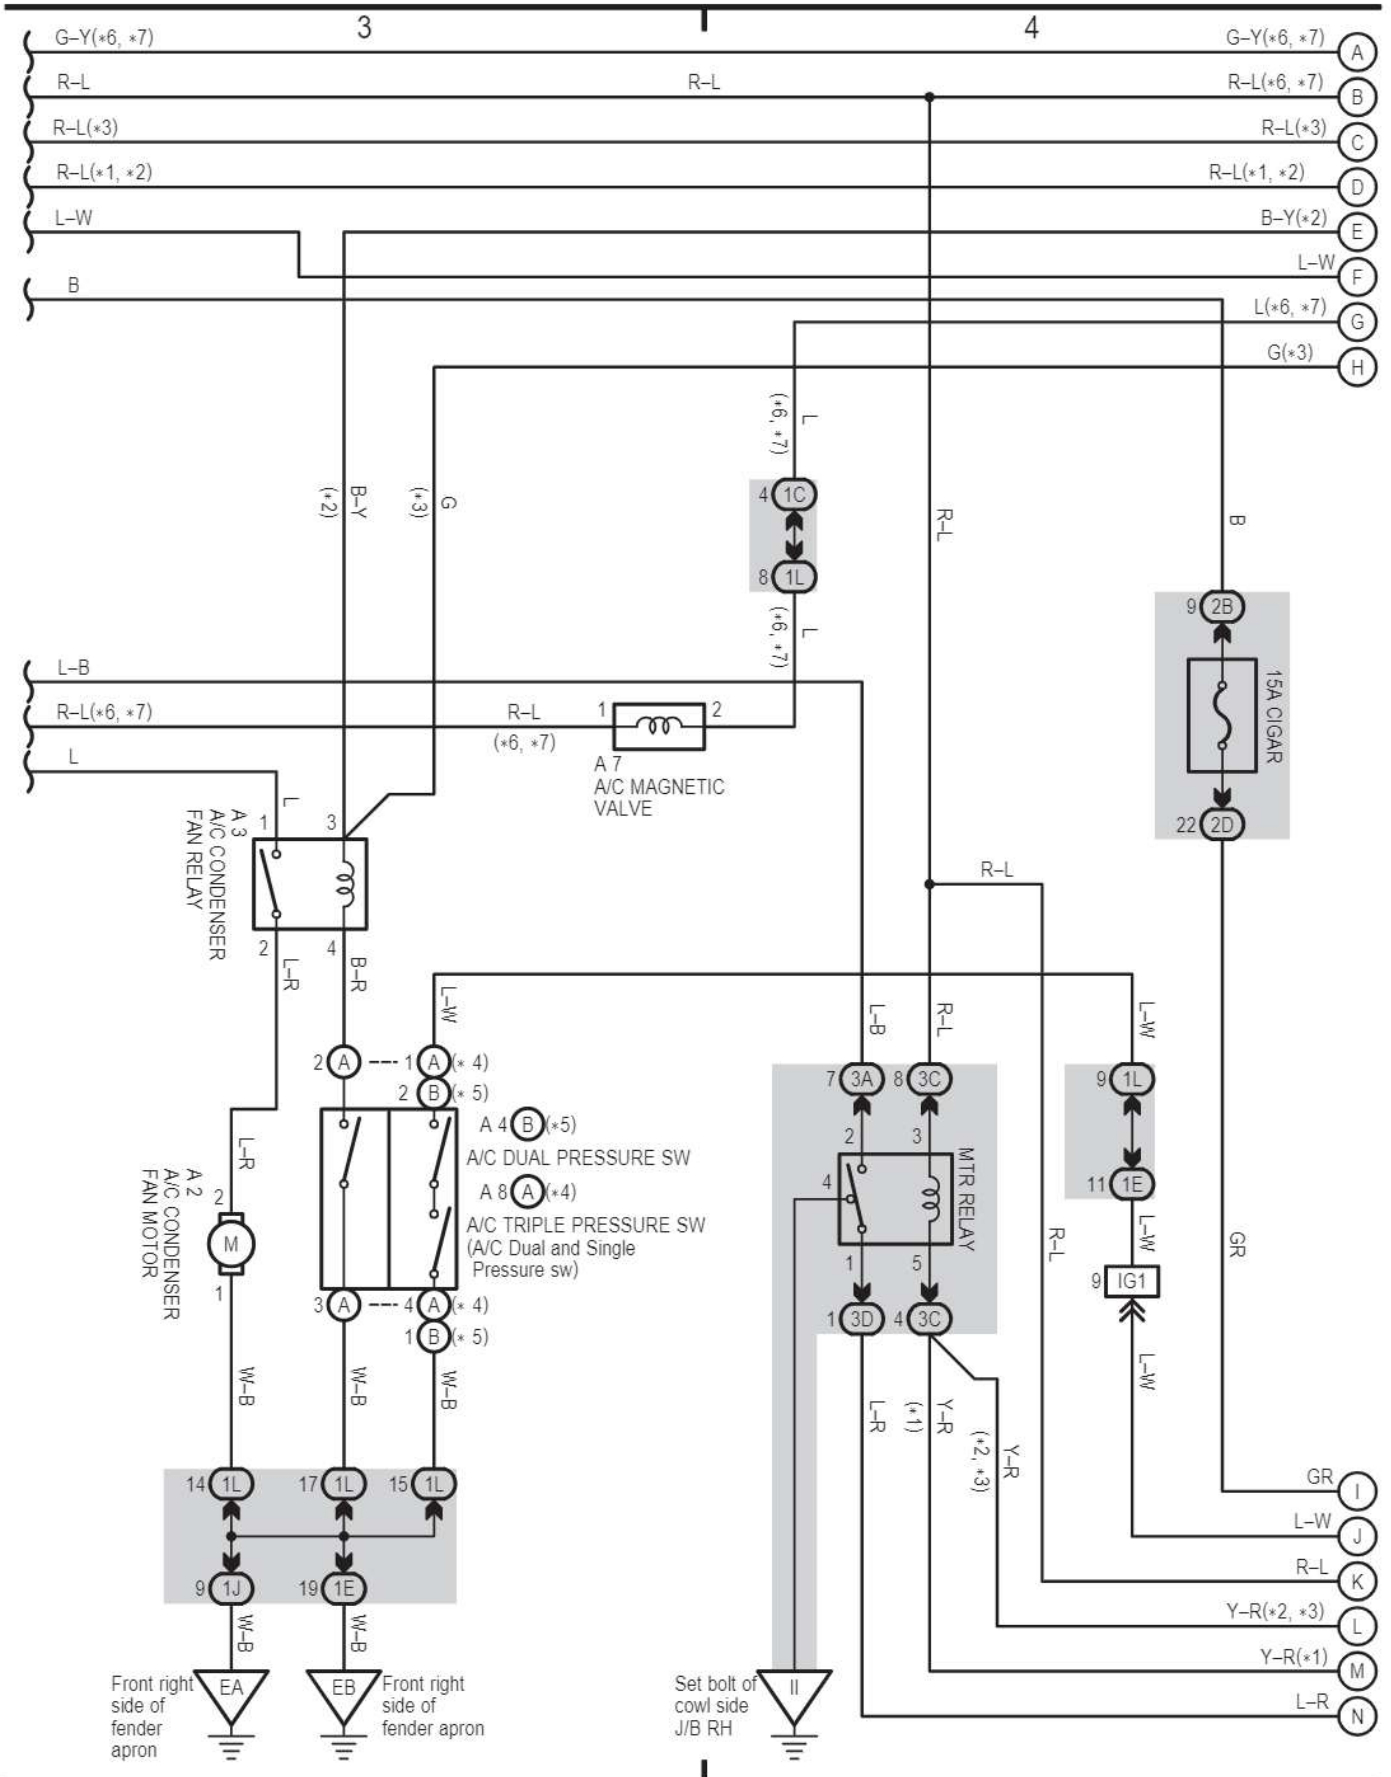 3
4
G–Y(*6, *7)
G–Y(*6, *7)
A
R–L
R–L
R–L(*6, *7)
B
R–L(*3)
R–L(*3)
C
R–L(*1, *2)
R–L(*1, *2)
D
L–W
B–Y(*2)
E
L–W
F
B
L(*6, *7)
G
G(*3)
H
L
(*6, *7)
B–Y
(*2)
G
(*3)
4 1C
R–L
B
8 1L
L
(*6, *7)
9 2B
15A CIGAR
22 2D
L–B
R–L(*6, *7)
R–L
(*6, *7)
1
2
A 7
A/C MAGNETIC
VALVE
L
L
1
3
A 3
A/C CONDENSER
FAN RELAY
2
4
L–R
B–R
R–L
L–W
L–B
R–L
L–W
2 A
1 A (* 4)
2 B (* 5)
7 3A
8 3C
9 1L
A 4 B (*5)
A/C DUAL PRESSURE SW
A 8 A (*4)
A/C TRIPLE PRESSURE SW
(A/C Dual and Single
Pressure sw)
2
3
4
MTR RELAY
1
5
11 1E
L–R
A 2
A/C CONDENSER
FAN MOTOR
2
M
1
L–W
R–L
GR
9 IG1
3 A
4 A (* 4)
1 B (* 5)
1 3D
4 3C
W–B
W–B
W–B
L–R
Y–R
(*1)
Y–R
(*2, *3)
L–W
14 1L
17 1L
15 1L
GR
I
L–W
J
9 1J
19 1E
R–L
K
W–B
W–B
Y–R(*2, *3)
L
Y–R(*1)
M
L–R
N
Front right
side of
fender
apron
EA
EB
Front right
side of
fender apron
Set bolt of
cowl side
J/B RH
II